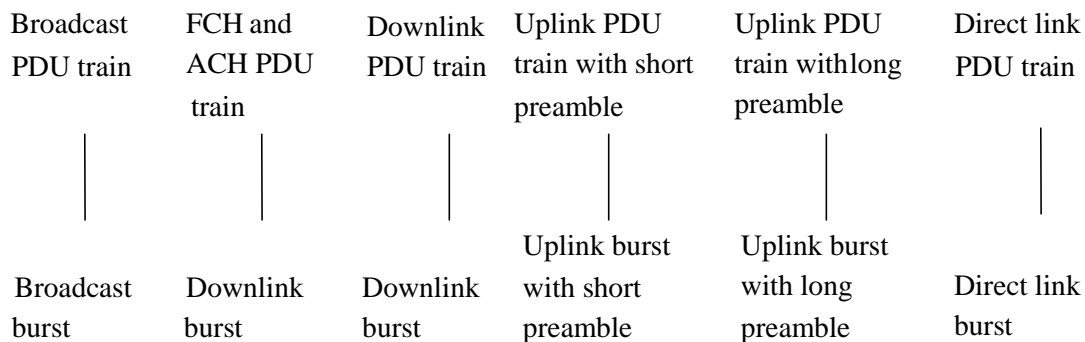 Broadcast
PDU train
FCH and
ACH PDU
train
Downlink
PDU train
Uplink PDU
train with short
preamble
Uplink PDU
train withlong
preamble
Direct link
PDU train
Broadcast
burst
Downlink
burst
Downlink
burst
Uplink burst
with short
preamble
Uplink burst
with long
preamble
Direct link
burst